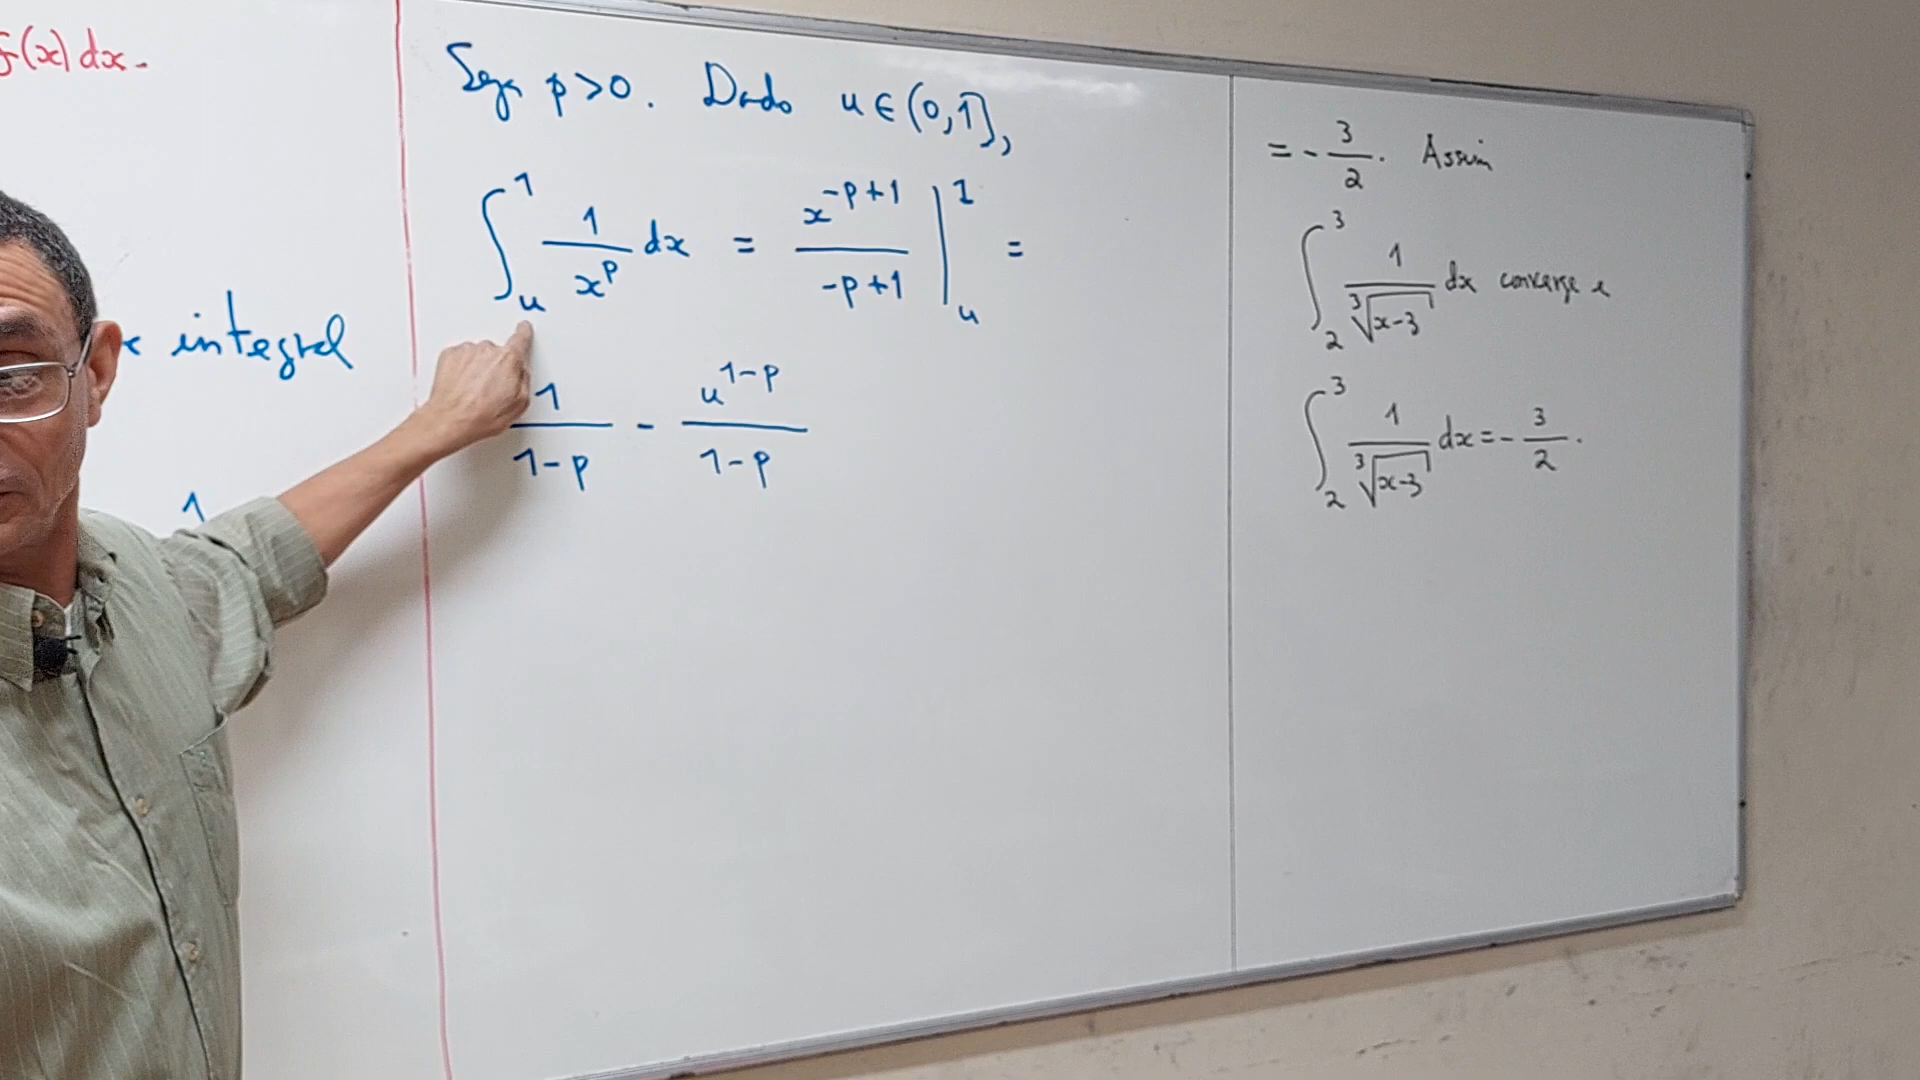 f(x) dx.
integral
1
Seja p>0. Dado u∈(0,1],
∫_u^1 1/x^p dx = x^{-p+1}/(-p+1) |_u^1 =
1/(1-p) - u^{1-p}/(1-p)
= -3/2. Assim
∫_2^3 1/∛(x-3) dx converge e
∫_2^3 1/∛(x-3) dx = -3/2.